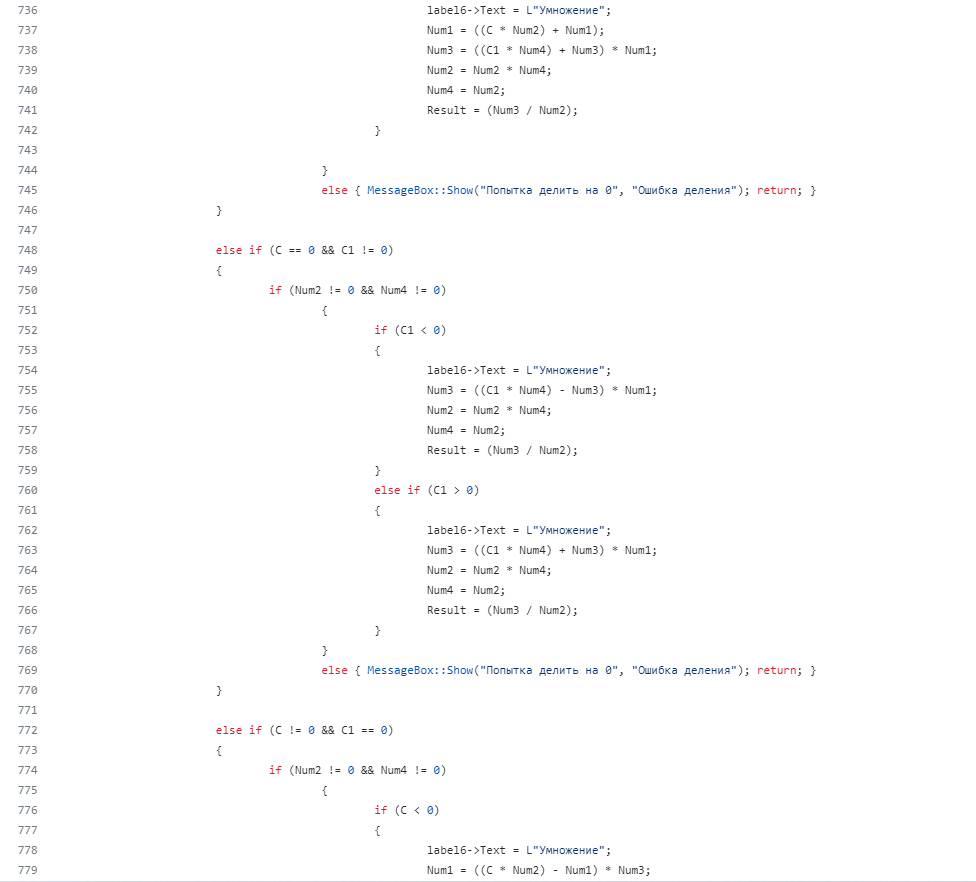 736 label6->Text = L"Умножение";
737 Num1 = ((C * Num2) + Num1);
738 Num3 = ((C1 * Num4) + Num3) * Num1;
739 Num2 = Num2 * Num4;
740 Num4 = Num2;
741 Result = (Num3 / Num2);
742 }
743
744 }
745 else { MessageBox::Show("Попытка делить на 0", "Ошибка деления"); return; }
746 }
747
748 else if (C == 0 && C1 != 0)
749 {
750 if (Num2 != 0 && Num4 != 0)
751 {
752 if (C1 < 0)
753 {
754 label6->Text = L"Умножение";
755 Num3 = ((C1 * Num4) - Num3) * Num1;
756 Num2 = Num2 * Num4;
757 Num4 = Num2;
758 Result = (Num3 / Num2);
759 }
760 else if (C1 > 0)
761 {
762 label6->Text = L"Умножение";
763 Num3 = ((C1 * Num4) + Num3) * Num1;
764 Num2 = Num2 * Num4;
765 Num4 = Num2;
766 Result = (Num3 / Num2);
767 }
768 }
769 else { MessageBox::Show("Попытка делить на 0", "Ошибка деления"); return; }
770 }
771
772 else if (C != 0 && C1 == 0)
773 {
774 if (Num2 != 0 && Num4 != 0)
775 {
776 if (C < 0)
777 {
778 label6->Text = L"Умножение";
779 Num1 = ((C * Num2) - Num1) * Num3;